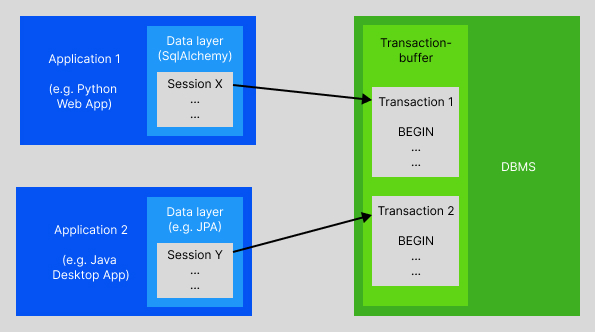 Application 1
(e.g. Python
Web App)
Data layer
(SqlAlchemy)
Session X
...
...
Application 2
(e.g. Java
Desktop App)
Data layer
(e.g. JPA)
Session Y
...
...
Transaction-
buffer
Transaction 1
BEGIN
...
...
Transaction 2
BEGIN
...
...
DBMS